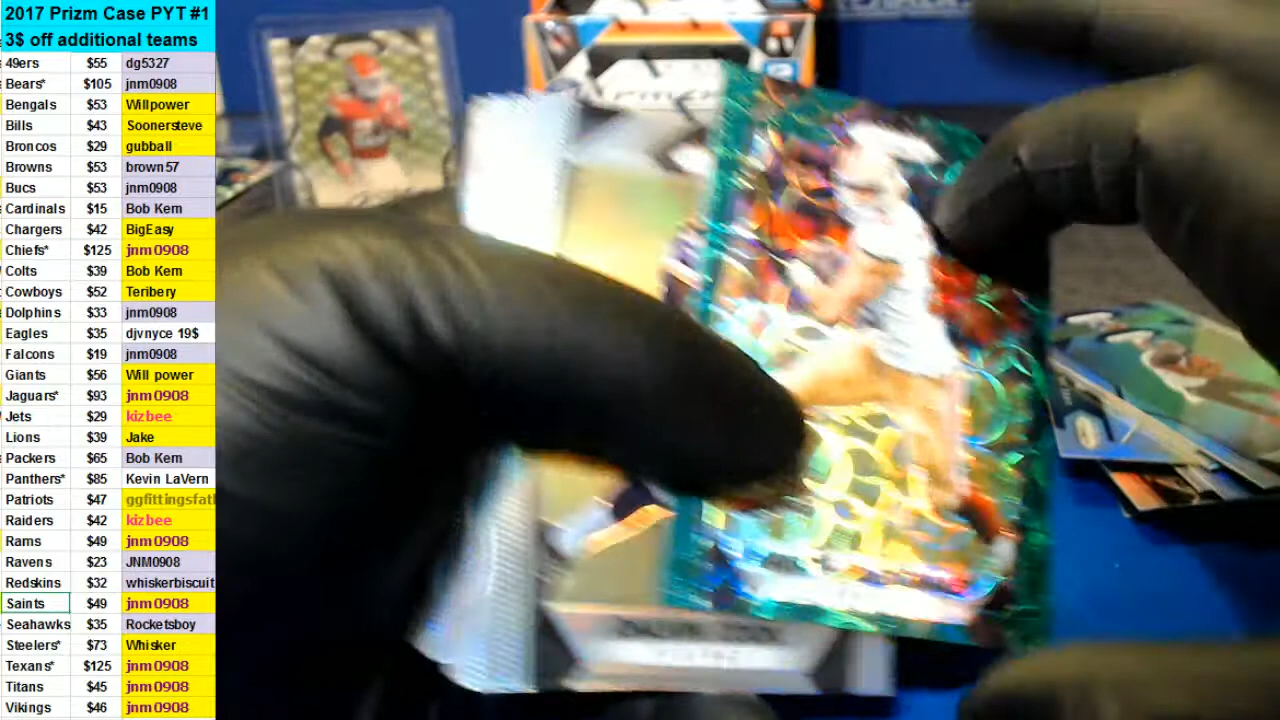 2017 Prizm Case PYT #1
3$ off additional teams
49ers $55 dg5327
Bears* $105 jnm0908
Bengals $53 Willpower
Bills $43 Soonersteve
Broncos $29 gubball
Browns $53 brown57
Bucs $53 jnm0908
Cardinals $15 Bob Kern
Chargers $42 BigEasy
Chiefs* $125 jnm0908
Colts $39 Bob Kern
Cowboys $52 Teribery
Dolphins $33 jnm0908
Eagles $35 djvnyce 19$
Falcons $19 jnm0908
Giants $56 Will power
Jaguars* $93 jnm0908
Jets $29 kizbee
Lions $39 Jake
Packers $65 Bob Kern
Panthers* $85 Kevin LaVern
Patriots $47 ggfittingsfath
Raiders $42 kizbee
Rams $49 jnm0908
Ravens $23 JNM0908
Redskins $32 whiskerbiscuit
Saints $49 jnm0908
Seahawks $35 Rocketsboy
Steelers* $73 Whisker
Texans* $125 jnm0908
Titans $45 jnm0908
Vikings $46 jnm0908